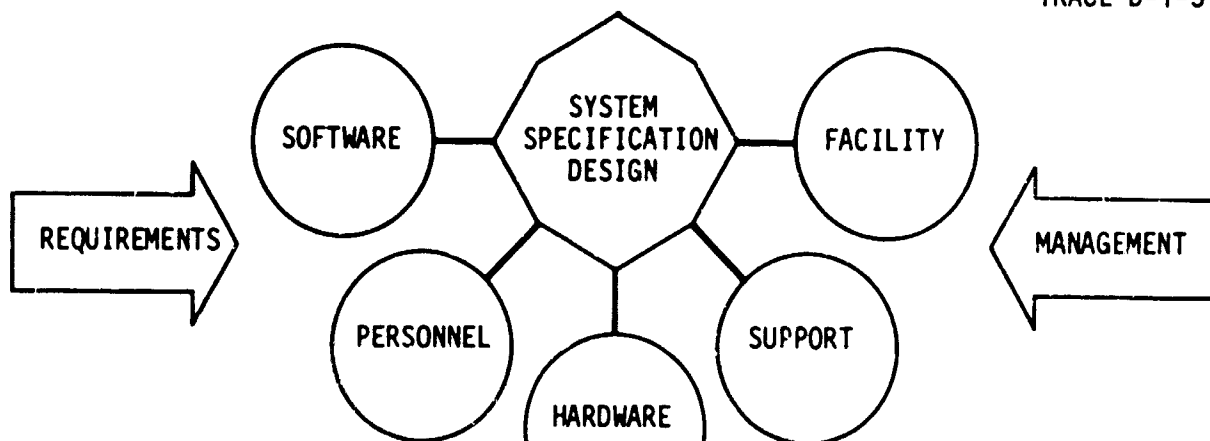 SYSTEM
SPECIFICATION
DESIGN
SOFTWARE
FACILITY
REQUIREMENTS
MANAGEMENT
PERSONNEL
SUPPORT
HARDWARE